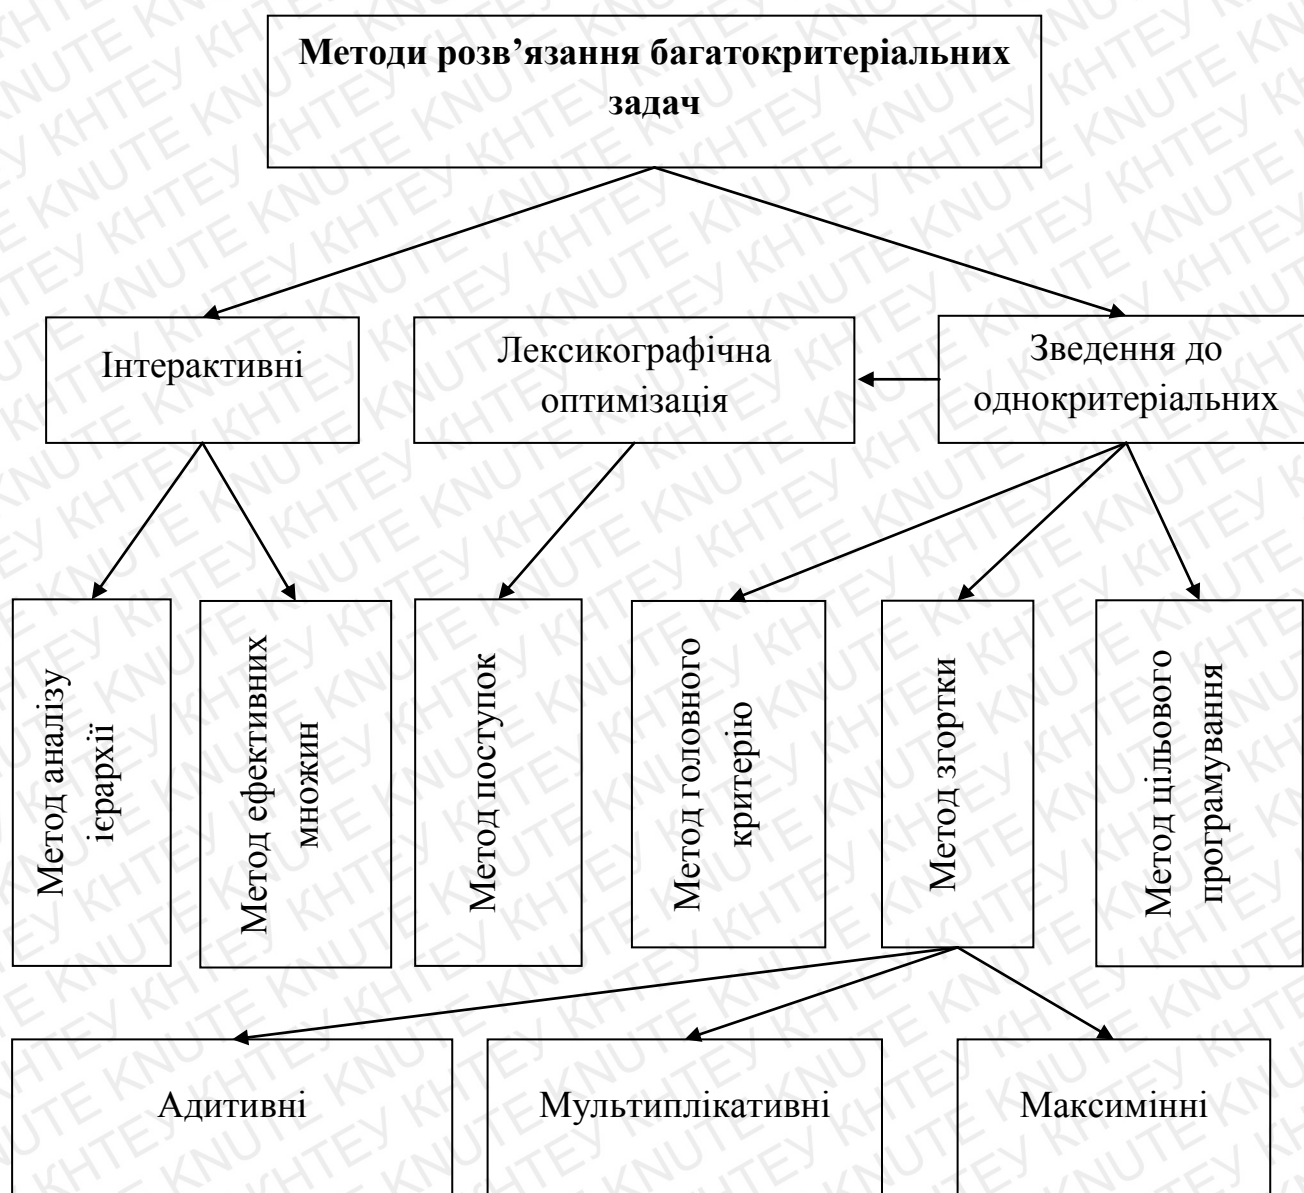 Методи розв’язання багатокритеріальних
задач
Інтерактивні
Лексикографічна
оптимізація
Зведення до
однокритеріальних
Метод аналізу
ієрархії
Метод ефективних
множин
Метод поступок
Метод головного
критерію
Метод згортки
Метод цільового
програмування
Адитивні
Мультиплікативні
Максимінні